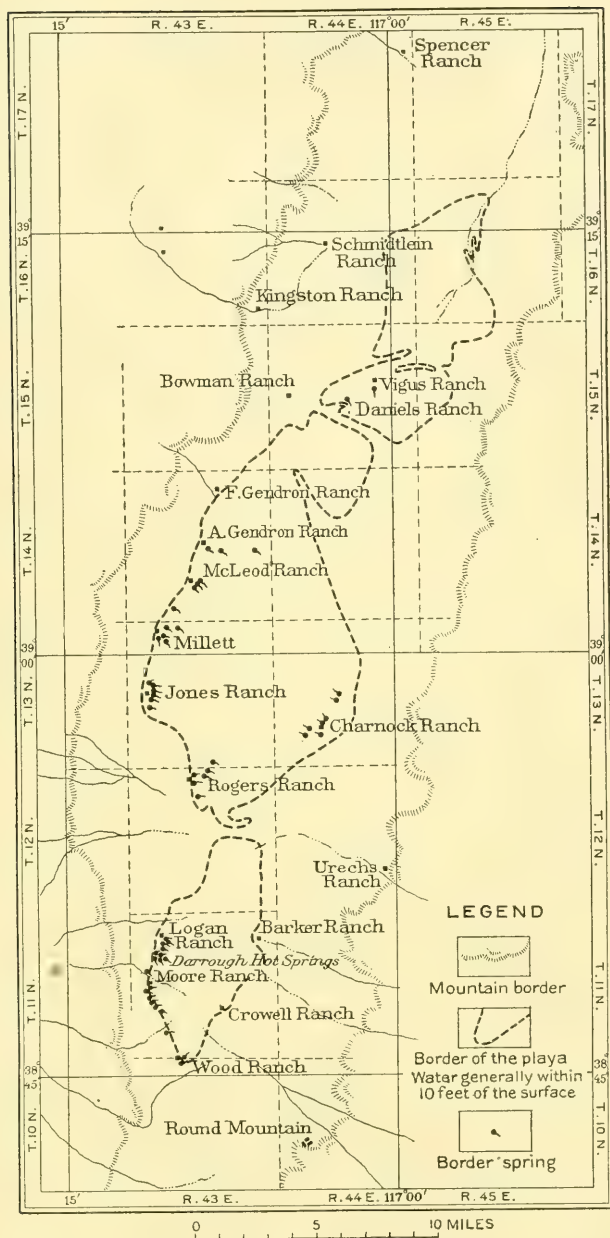 15' R. 43 E. R. 44 E. 117°00' R. 45 E.
Spencer
Ranch
T. 17 N. T. 17 N.
39°
15'
39°
15'
Schmidtlein
Ranch
T. 16 N. T. 16 N.
Kingston Ranch
Bowman Ranch
Vigus Ranch
Daniels Ranch
T. 15 N. T. 15 N.
F. Gendron Ranch
A. Gendron Ranch
McLeod Ranch
T. 14 N. T. 14 N.
Millett
39°
00'
39°
00'
Jones Ranch
Charnock Ranch
T. 13 N. T. 13 N.
Rogers Ranch
T. 12 N. T. 12 N.
Urechs
Ranch
Logan
Ranch
Barker Ranch
Darrough Hot Springs
Moore Ranch
T. 11 N. T. 11 N.
Crowell Ranch
Wood Ranch
38°
45'
38°
45'
Round Mountain
T. 10 N. T. 10 N.
LEGEND
Mountain border
Border of the playa
Water generally within
10 feet of the surface
Border spring
15' R. 43 E. R. 44 E. 117°00' R. 45 E.
0 5 10 MILES